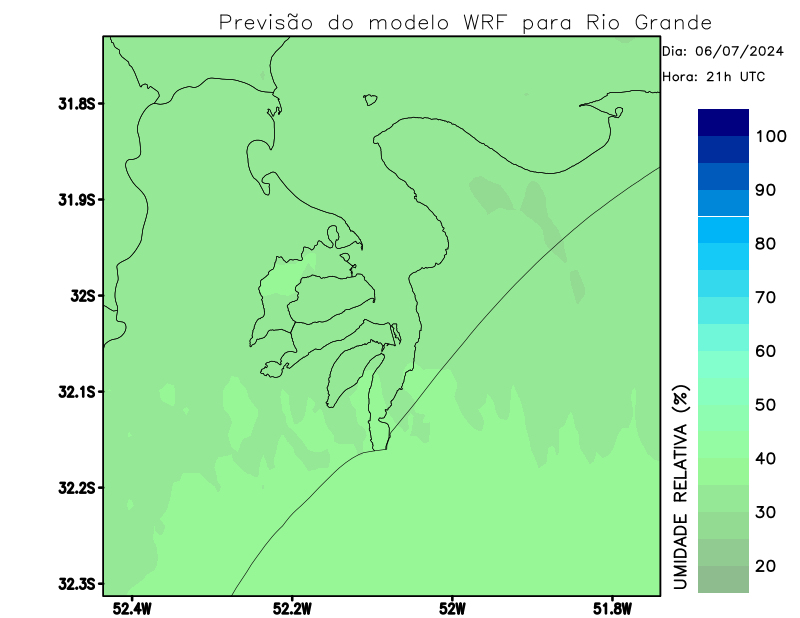 Previsão do modelo WRF para Rio Grande
Dia: 06/07/2024
Hora: 21h UTC
31.8S
31.9S
32S
32.1S
32.2S
32.3S
52.4W
52.2W
52W
51.8W
100
90
80
70
60
50
40
30
20
UMIDADE RELATIVA (%)